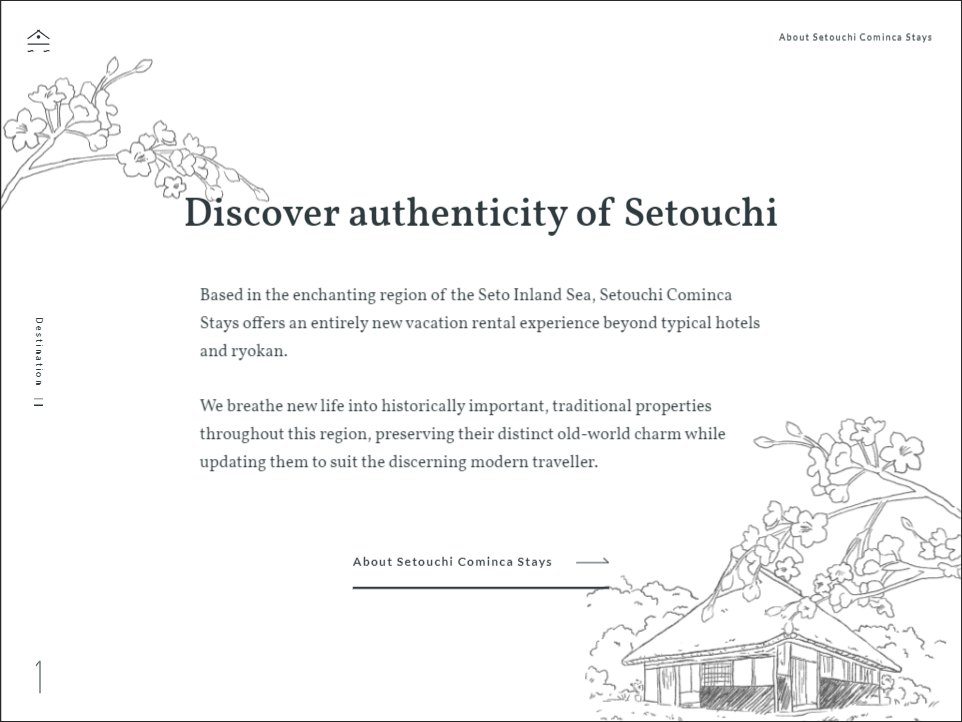 About Setouchi Cominca Stays
Discover authenticity of Setouchi
Based in the enchanting region of the Seto Inland Sea, Setouchi Cominca
Stays offers an entirely new vacation rental experience beyond typical hotels
and ryokan.
We breathe new life into historically important, traditional properties
throughout this region, preserving their distinct old-world charm while
updating them to suit the discerning modern traveller.
Destination
About Setouchi Cominca Stays